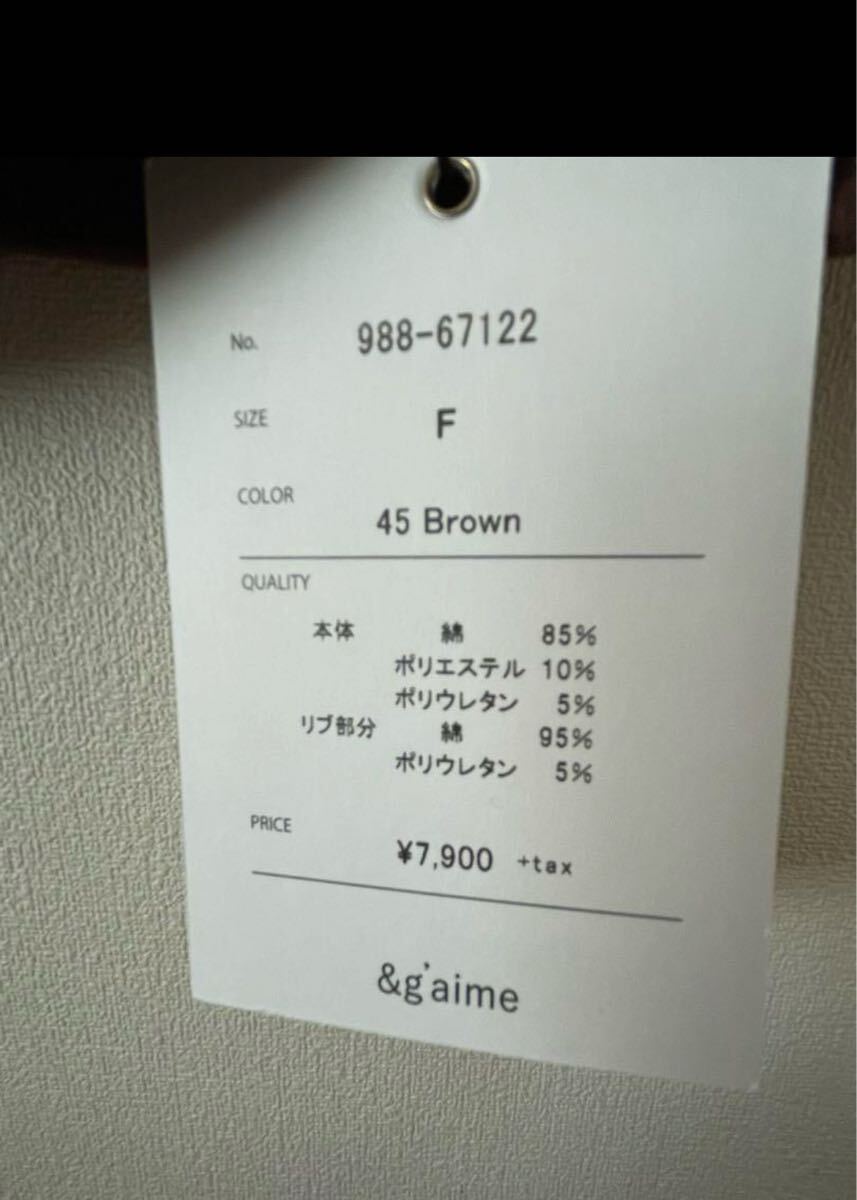 No. 988-67122
SIZE F
COLOR 45 Brown
QUALITY
本体 綿 85%
ポリエステル 10%
ポリウレタン 5%
リブ部分 綿 95%
ポリウレタン 5%
PRICE ¥7,900 +tax
&g'aime